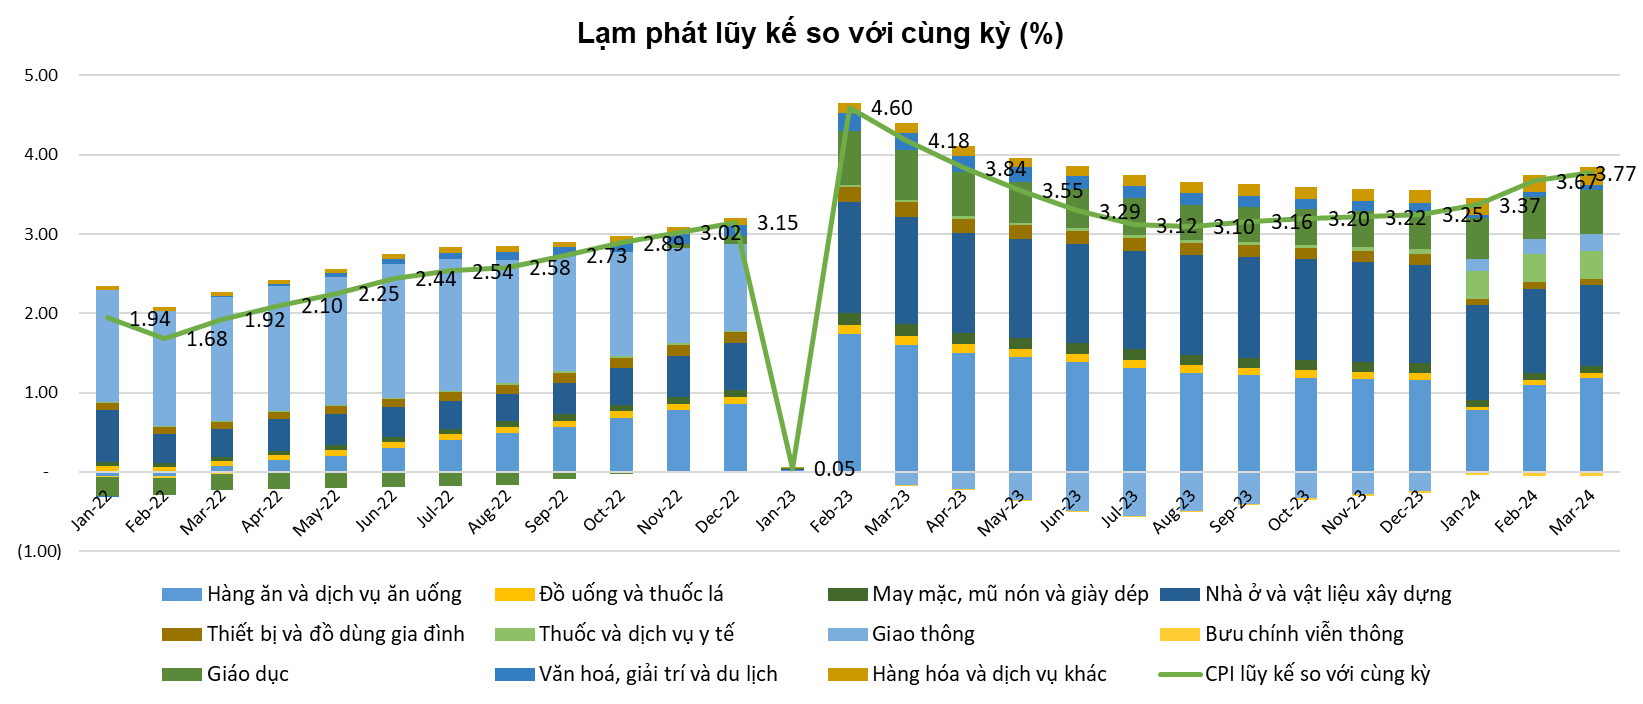 Lạm phát lũy kế so với cùng kỳ (%)
5.00
4.00
3.00
2.00
1.00
-
(1.00)
1.94
1.68
1.92
2.10
2.25
2.44
2.54
2.58
2.73
2.89
3.02
3.15
0.05
4.60
4.18
3.84
3.55
3.29
3.12
3.10
3.16
3.20
3.22
3.25
3.37
3.67
3.77
Jan-22
Feb-22
Mar-22
Apr-22
May-22
Jun-22
Jul-22
Aug-22
Sep-22
Oct-22
Nov-22
Dec-22
Jan-23
Feb-23
Mar-23
Apr-23
May-23
Jun-23
Jul-23
Aug-23
Sep-23
Oct-23
Nov-23
Dec-23
Jan-24
Feb-24
Mar-24
Hàng ăn và dịch vụ ăn uống
Đồ uống và thuốc lá
May mặc, mũ nón và giày dép
Nhà ở và vật liệu xây dựng
Thiết bị và đồ dùng gia đình
Thuốc và dịch vụ y tế
Giao thông
Bưu chính viễn thông
Giáo dục
Văn hoá, giải trí và du lịch
Hàng hóa và dịch vụ khác
CPI lũy kế so với cùng kỳ